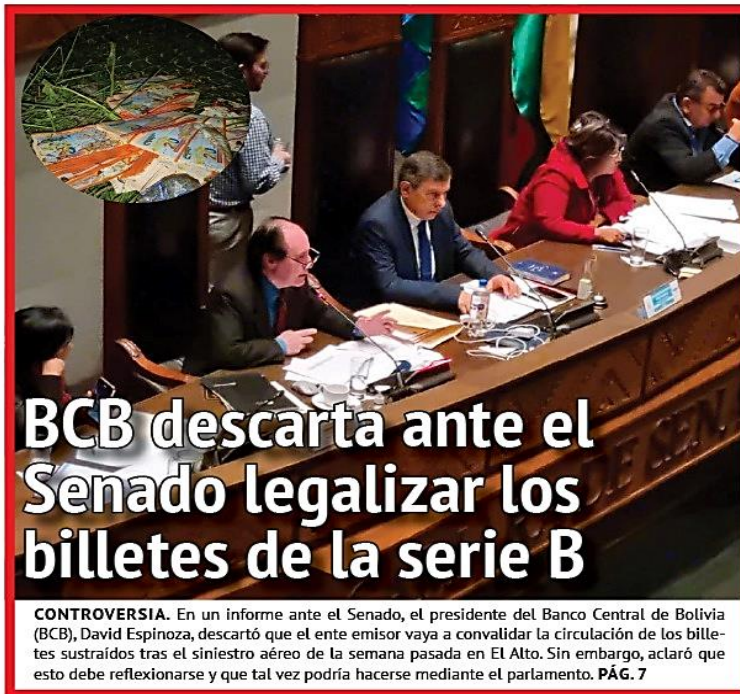 BCB descarta ante el
Senado legalizar los
billetes de la serie B
CONTROVERSIA. En un informe ante el Senado, el presidente del Banco Central de Bolivia
(BCB), David Espinoza, descartó que el ente emisor vaya a convalidar la circulación de los bille-
tes sustraídos tras el siniestro aéreo de la semana pasada en El Alto. Sin embargo, aclaró que
esto debe reflexionarse y que tal vez podría hacerse mediante el parlamento. PÁG. 7
DE SEN